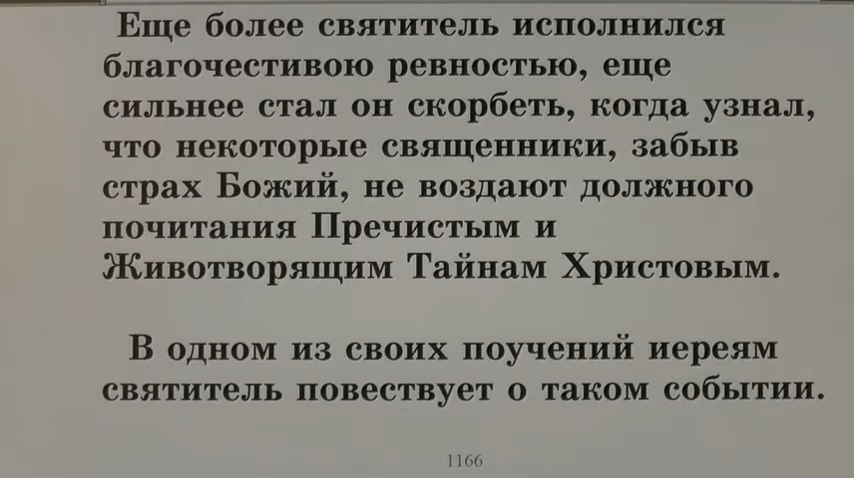 Еще более святитель исполнился
благочестивою ревностью, еще
сильнее стал он скорбеть, когда узнал,
что некоторые священники, забыв
страх Божий, не воздают должного
почитания Пречистым и
Животворящим Тайнам Христовым.
В одном из своих поучений иереям
святитель повествует о таком событии.
1166